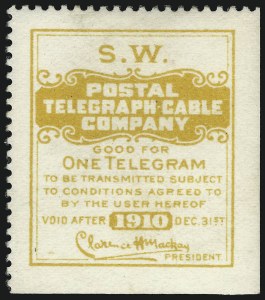 S.W.
POSTAL
TELEGRAPH-CABLE
COMPANY
GOOD FOR
ONE TELEGRAM
TO BE TRANSMITTED SUBJECT
TO CONDITIONS AGREED TO
BY THE USER HEREOF
VOID AFTER 1910 DEC. 31ST
Clarence H Mackay
PRESIDENT